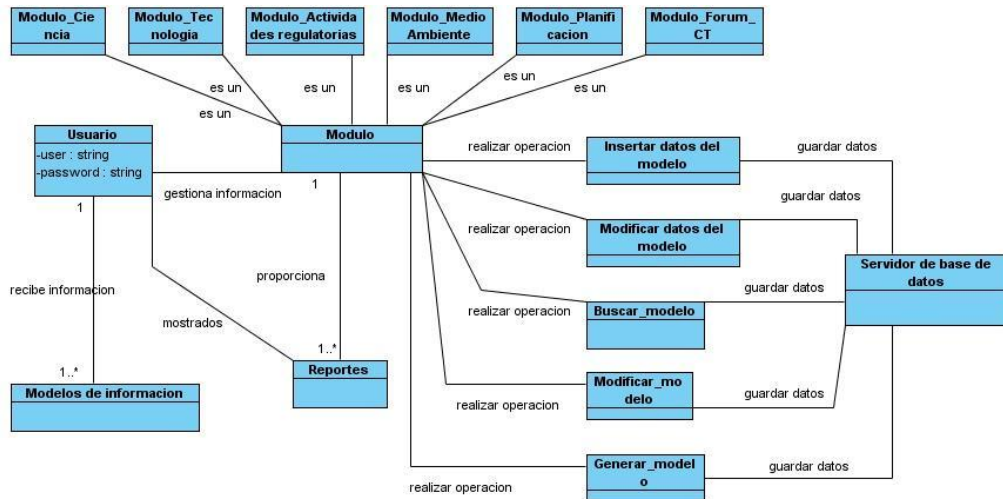 Modulo_Cie
ncia
Modulo_Tec
nologia
Modulo_Activida
des regulatorias
Modulo_Medio
Ambiente
Modulo_Planifi
cacion
Modulo_Forum_
CT
es un
es un
es un
es un
es un
es un
Usuario
-user : string
-password : string
Modulo
1
1
gestiona informacion
realizar operacion
Insertar datos del
modelo
guardar datos
realizar operacion
Modificar datos del
modelo
guardar datos
Servidor de base de
datos
recibe informacion
proporciona
mostrados
realizar operacion
Buscar_modelo
guardar datos
1..*
Modelos de informacion
1..*
Reportes
realizar operacion
Modificar_mo
delo
guardar datos
realizar operacion
Generar_model
o
guardar datos